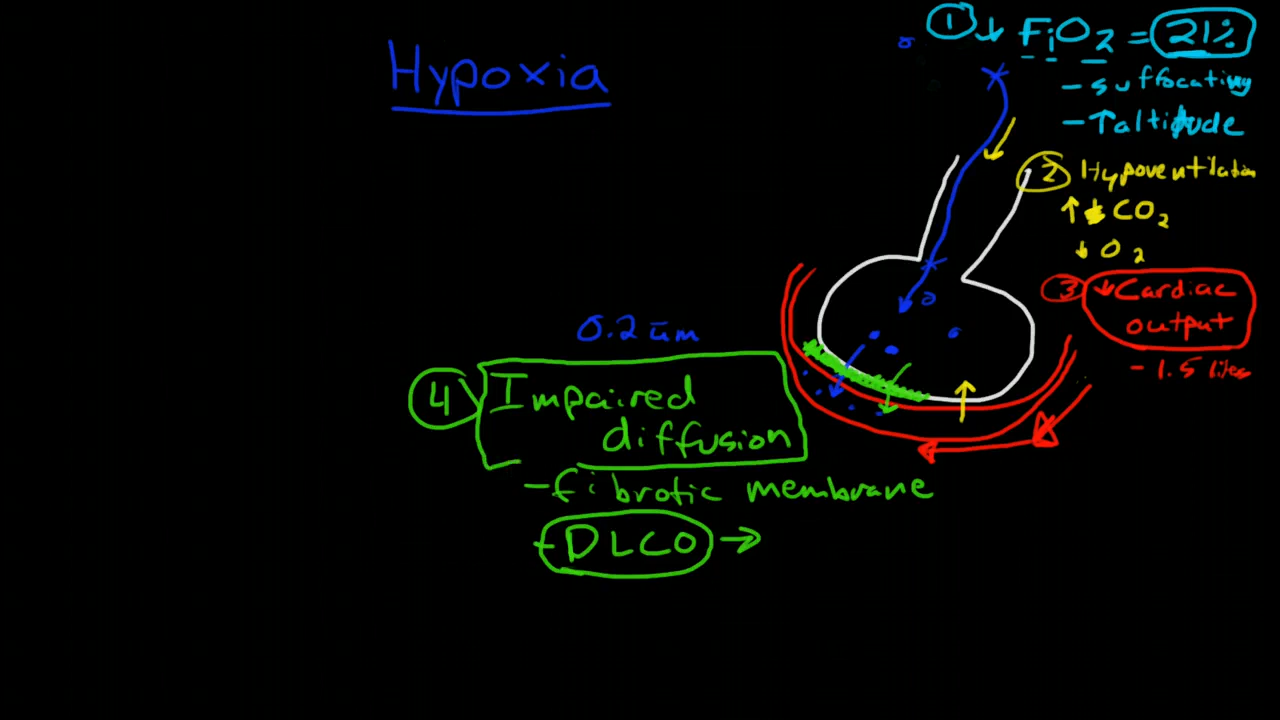 Hypoxia
① ↓ FiO2 = 21%
- suffocating
- ↑ altitude
② Hypoventilation
↑ CO2
↓ O2
③ ↓ Cardiac
output
- 1.5
0.2 um
④ Impaired
diffusion
- fibrotic membrane
- DLCO →